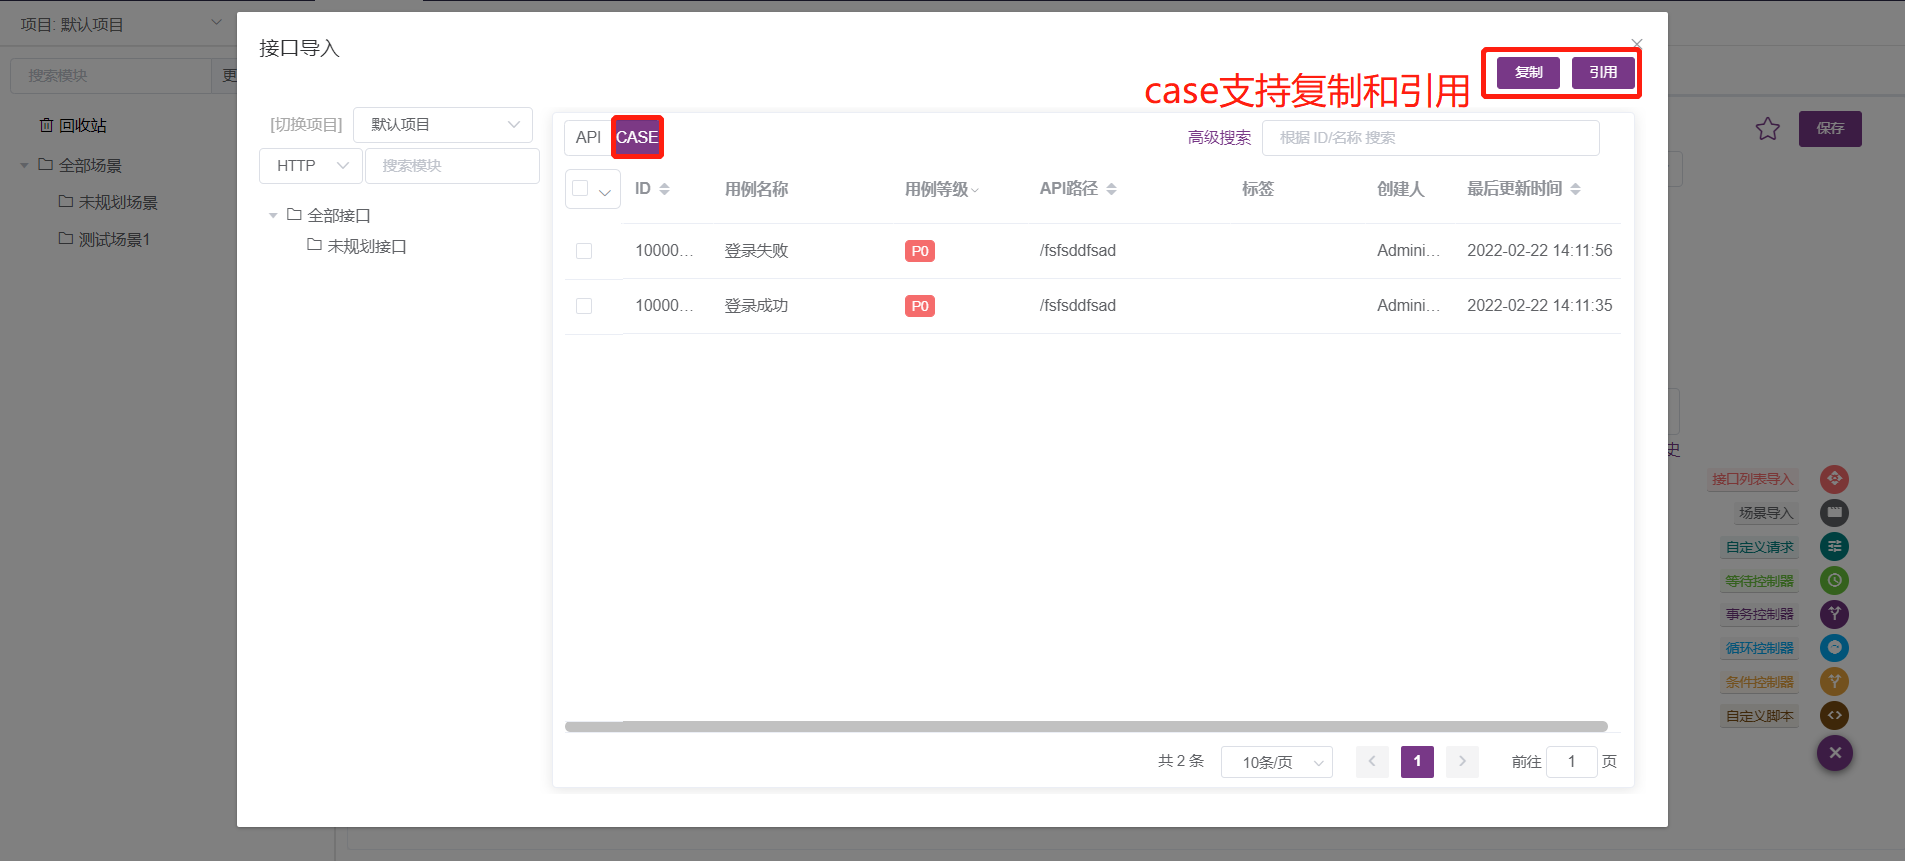 项目: 默认项目
搜索模块
更
回收站
全部场景
未规划场景
测试场景1
接口导入
case支持复制和引用
复制
引用
[切换项目]
默认项目
HTTP
搜索模块
全部接口
未规划接口
API
CASE
高级搜索
根据 ID/名称 搜索
ID 用例名称 用例等级 API路径 标签 创建人 最后更新时间
10000... 登录失败 P0 /fsfsddfsad Admini... 2022-02-22 14:11:56
10000... 登录成功 P0 /fsfsddfsad Admini... 2022-02-22 14:11:35
共 2 条 10条/页 1 前往 1 页
保存
史
接口列表导入
场景导入
自定义请求
等待控制器
事务控制器
循环控制器
条件控制器
自定义脚本